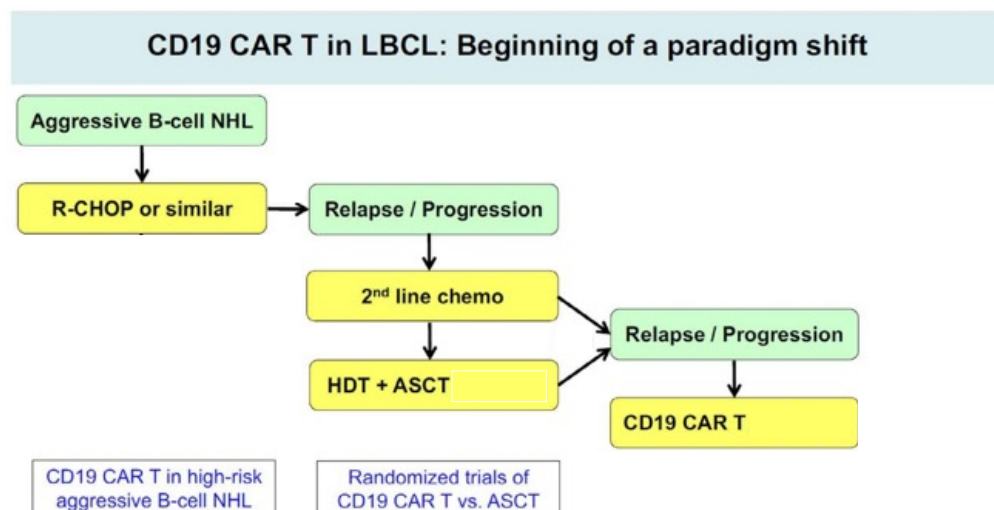 CD19 CAR T in LBCL: Beginning of a paradigm shift
Aggressive B-cell NHL
R-CHOP or similar
Relapse / Progression
2nd line chemo
HDT + ASCT
Relapse / Progression
CD19 CAR T
CD19 CAR T in high-risk
aggressive B-cell NHL
Randomized trials of
CD19 CAR T vs. ASCT